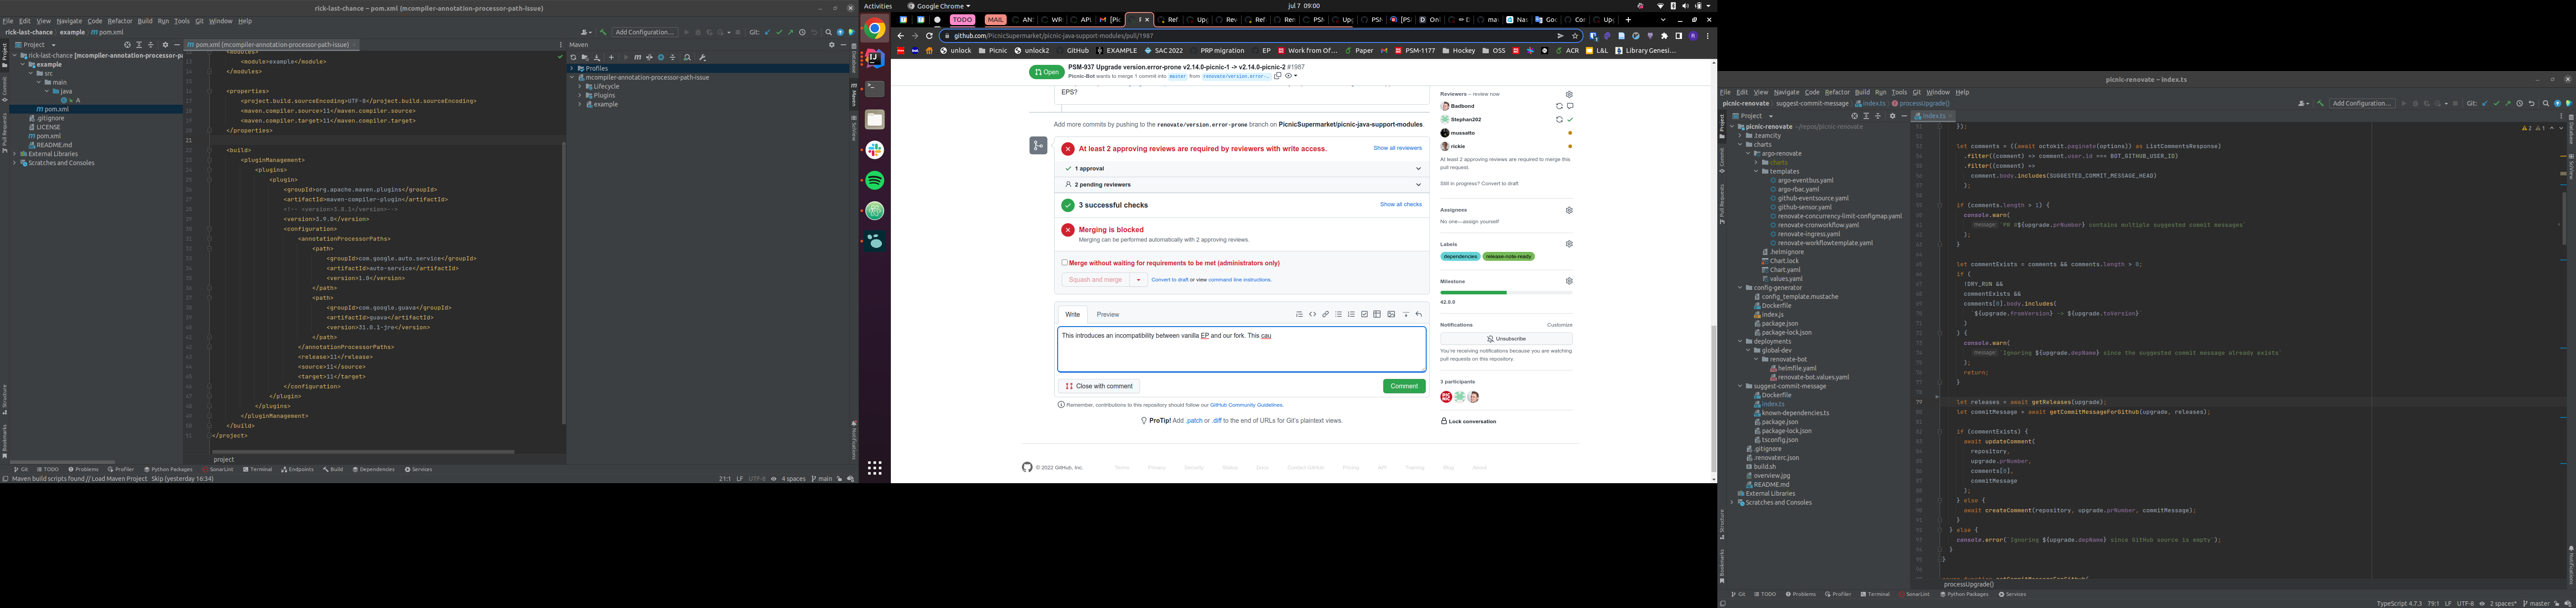 rick-last-chance – pom.xml (mcompiler-annotation-processor-path-issue)
File Edit View Navigate Code Refactor Build Run Tools Git Window Help
rick-last-chance example pom.xml
Add Configuration... Git:
Project
pom.xml (mcompiler-annotation-processor-path-issue)
Maven
rick-last-chance [mcompiler-annotation-processor-p
example
src
main
java
A
pom.xml
.gitignore
LICENSE
pom.xml
README.md
External Libraries
Scratches and Consoles
<module>example</module>
</modules>
<properties>
<project.build.sourceEncoding>UTF-8</project.build.sourceEncoding>
<maven.compiler.source>11</maven.compiler.source>
<maven.compiler.target>11</maven.compiler.target>
</properties>
<build>
<pluginManagement>
<plugins>
<plugin>
<groupId>org.apache.maven.plugins</groupId>
<artifactId>maven-compiler-plugin</artifactId>
<!-- <version>3.8.1</version>-->
<version>3.9.0</version>
<configuration>
<annotationProcessorPaths>
<path>
<groupId>com.google.auto.service</groupId>
<artifactId>auto-service</artifactId>
<version>1.0</version>
</path>
<path>
<groupId>com.google.guava</groupId>
<artifactId>guava</artifactId>
<version>31.0.1-jre</version>
</path>
</annotationProcessorPaths>
<release>11</release>
<source>11</source>
<target>11</target>
</configuration>
</plugin>
</plugins>
</pluginManagement>
</build>
</project>
project
Profiles
mcompiler-annotation-processor-path-issue
Lifecycle
Plugins
example
Git TODO Problems Profiler Python Packages SonarLint Terminal Endpoints Build Dependencies Services
Maven build scripts found // Load Maven Project Skip (yesterday 16:34)
21:1 LF UTF-8 4 spaces main
Activities Google Chrome jul 7 09:00
TODO MAIL
github.com/PicnicSupermarket/picnic-java-support-modules/pull/1987
unlock Picnic unlock2 GitHub EXAMPLE SAC 2022 PRP migration EP Work from Of... Paper PSM-1177 Hockey OSS ACR L&L Library Genesi...
Open
PSM-937 Upgrade version.error-prone v2.14.0-picnic-1 -> v2.14.0-picnic-2 #1987
Picnic-Bot wants to merge 1 commit into master from renovate/version.error-...
EPS?
Add more commits by pushing to the renovate/version.error-prone branch on PicnicSupermarket/picnic-java-support-modules.
At least 2 approving reviews are required by reviewers with write access.
Show all reviewers
1 approval
2 pending reviewers
3 successful checks
Show all checks
Merging is blocked
Merging can be performed automatically with 2 approving reviews.
Merge without waiting for requirements to be met (administrators only)
Squash and merge
Convert to draft or view command line instructions.
Write Preview
This introduces an incompatibility between vanilla EP and our fork. This cau
Close with comment
Comment
Remember, contributions to this repository should follow our GitHub Community Guidelines.
ProTip! Add .patch or .diff to the end of URLs for Git's plaintext views.
© 2022 GitHub, Inc. Terms Privacy Security Status Docs Contact GitHub Pricing API Training Blog About
Reviewers – review now
Badbond
Stephan202
mussatto
rickie
At least 2 approving reviews are required to merge this pull request.
Still in progress? Convert to draft
Assignees
No one—assign yourself
Labels
dependencies release-note-ready
Milestone
42.0.0
Notifications Customize
Unsubscribe
You're receiving notifications because you are watching pull requests on this repository.
3 participants
Lock conversation
picnic-renovate – index.ts
File Edit View Navigate Code Refactor Build Run Tools Git Window Help
picnic-renovate suggest-commit-message index.ts processUpgrade()
Add Configuration... Git:
Project
index.ts
picnic-renovate ~/repos/picnic-renovate
.teamcity
charts
argo-renovate
charts
templates
argo-eventbus.yaml
argo-rbac.yaml
github-eventsource.yaml
github-sensor.yaml
renovate-concurrency-limit-configmap.yaml
renovate-cronworkflow.yaml
renovate-ingress.yaml
renovate-workflowtemplate.yaml
.helmignore
Chart.lock
Chart.yaml
values.yaml
config-generator
config_template.mustache
Dockerfile
index.js
package.json
package-lock.json
deployments
global-dev
renovate-bot
helmfile.yaml
renovate-bot.values.yaml
suggest-commit-message
Dockerfile
index.ts
known-dependencies.ts
package.json
package-lock.json
tsconfig.json
.gitignore
.renovaterc.json
build.sh
overview.jpg
README.md
External Libraries
Scratches and Consoles
});
let comments = ((await octokit.paginate(options)) as ListCommentsResponse)
.filter((comment) => comment.user.id === BOT_GITHUB_USER_ID)
.filter((comment) =>
comment.body.includes(SUGGESTED_COMMIT_MESSAGE_HEAD)
);
if (comments.length > 1) {
console.warn(
message: `PR #${upgrade.prNumber} contains multiple suggested commit messages`
);
}
let commentExists = comments && comments.length > 0;
if (
!DRY_RUN &&
commentExists &&
comments[0].body.includes(
`${upgrade.fromVersion} -> ${upgrade.toVersion}`
)
) {
console.warn(
message: `Ignoring ${upgrade.depName} since the suggested commit message already exists`
);
return;
}
let releases = await getReleases(upgrade);
let commitMessage = await getCommitMessageForGithub(upgrade, releases);
if (commentExists) {
await updateComment(
repository,
upgrade.prNumber,
comments[0],
commitMessage
);
} else {
await createComment(repository, upgrade.prNumber, commitMessage);
}
} else {
console.error(`Ignoring ${upgrade.depName} since Github source is empty`);
}
}
processUpgrade()
Git TODO Problems Profiler Terminal SonarLint Python Packages Services
TypeScript 4.7.3 79:1 LF UTF-8 2 spaces* master